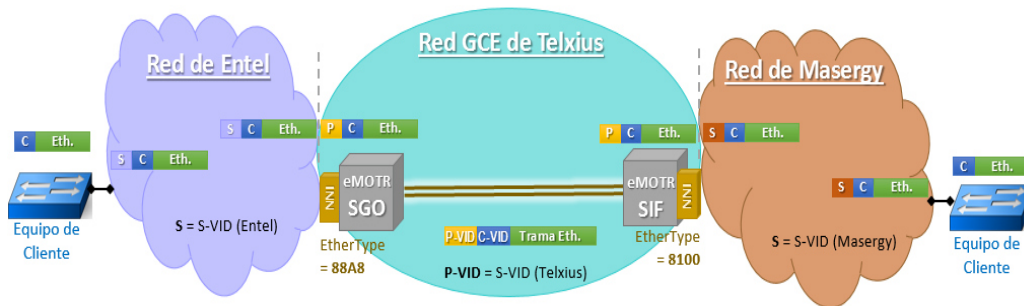 Red de Entel
Red GCE de Telxius
Red de Masergy
C Eth.
S C Eth.
P C Eth.
P C Eth.
S C Eth.
S C Eth.
S C Eth.
C Eth.
Equipo de
Cliente
S = S-VID (Entel)
NNI
eMOTR
SGO
EtherType
= 88A8
P-VID C-VID Trama Eth.
P-VID = S-VID (Telxius)
eMOTR
SIF
NNI
EtherType
= 8100
S = S-VID (Masergy)
Equipo de
Cliente